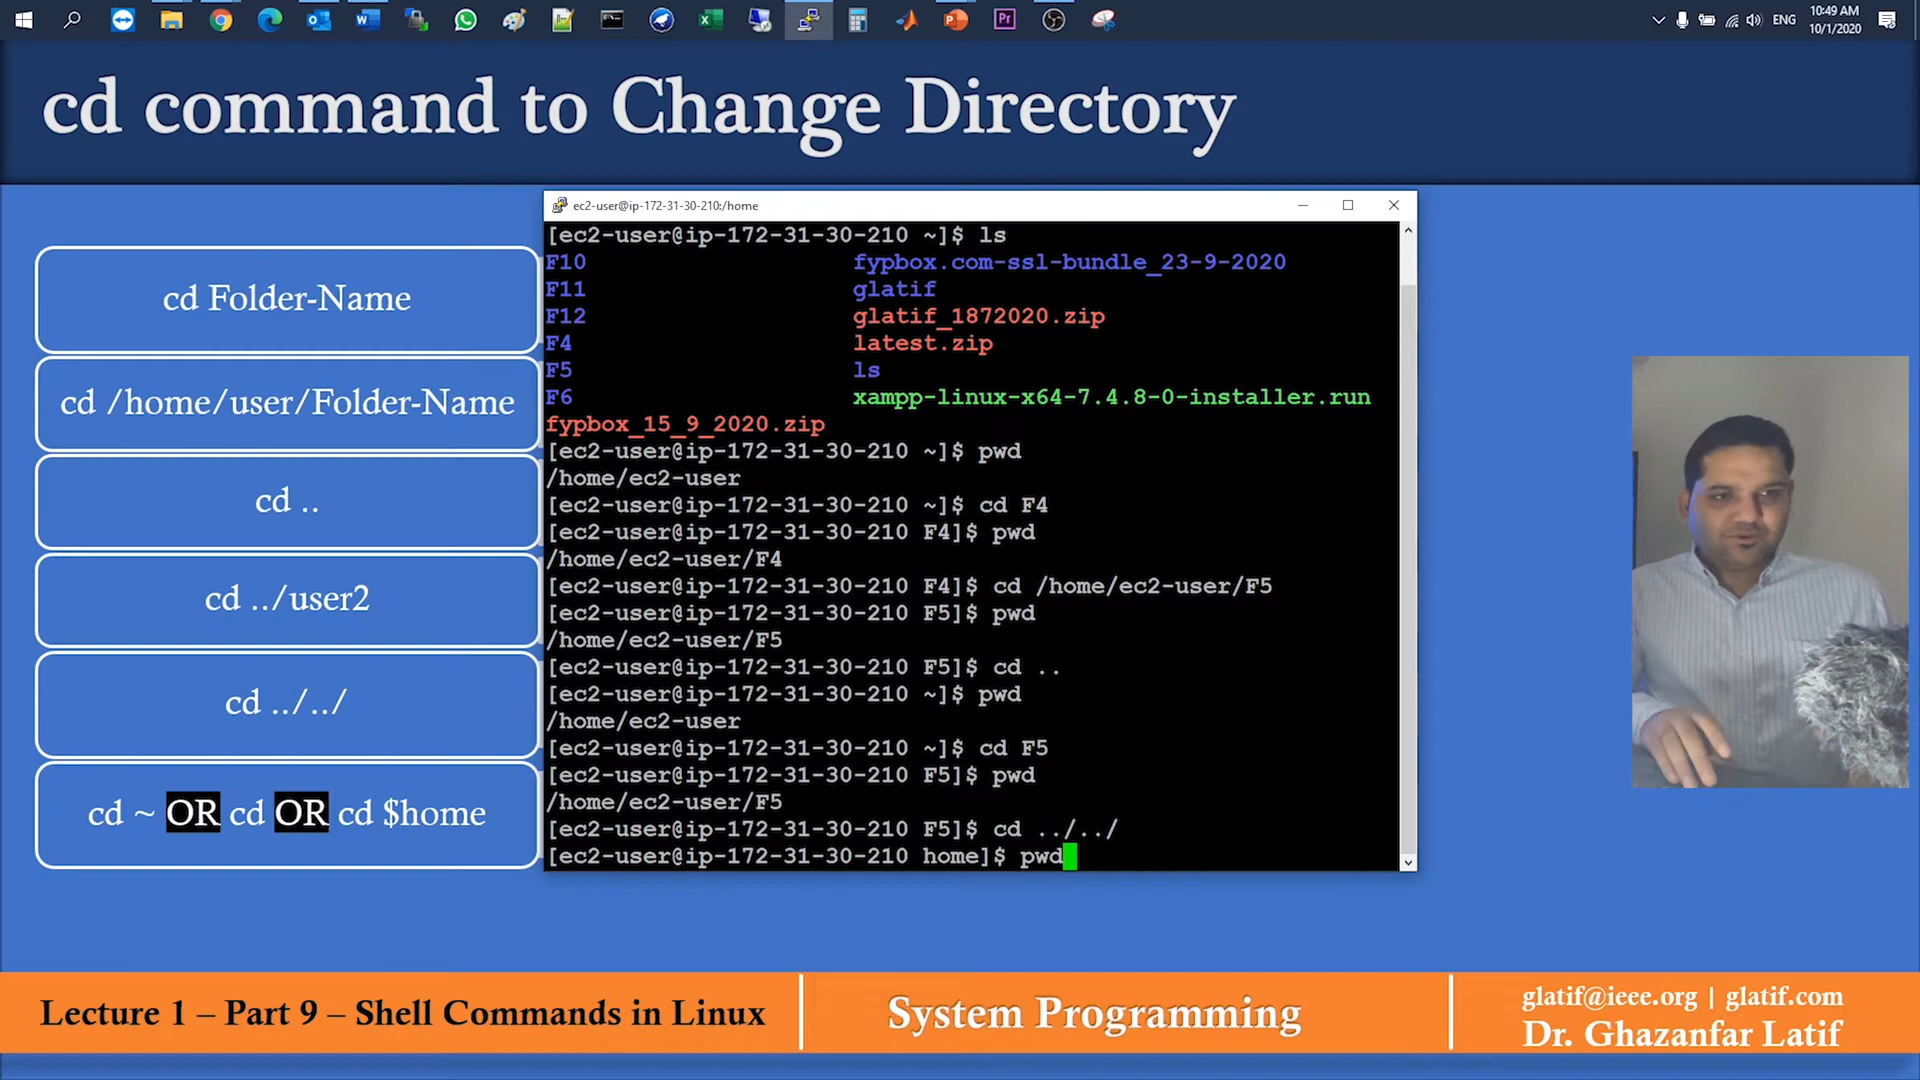 10:49 AM
ENG
10/1/2020
cd command to Change Directory
cd Folder-Name
cd /home/user/Folder-Name
cd ..
cd ../user2
cd ../../
cd ~ OR cd OR cd $home
ec2-user@ip-172-31-30-210:/home
[ec2-user@ip-172-31-30-210 ~]$ ls
F10 fypbox.com-ssl-bundle_23-9-2020
F11 glatif
F12 glatif_1872020.zip
F4 latest.zip
F5 ls
F6 xampp-linux-x64-7.4.8-0-installer.run
fypbox_15_9_2020.zip
[ec2-user@ip-172-31-30-210 ~]$ pwd
/home/ec2-user
[ec2-user@ip-172-31-30-210 ~]$ cd F4
[ec2-user@ip-172-31-30-210 F4]$ pwd
/home/ec2-user/F4
[ec2-user@ip-172-31-30-210 F4]$ cd /home/ec2-user/F5
[ec2-user@ip-172-31-30-210 F5]$ pwd
/home/ec2-user/F5
[ec2-user@ip-172-31-30-210 F5]$ cd ..
[ec2-user@ip-172-31-30-210 ~]$ pwd
/home/ec2-user
[ec2-user@ip-172-31-30-210 ~]$ cd F5
[ec2-user@ip-172-31-30-210 F5]$ pwd
/home/ec2-user/F5
[ec2-user@ip-172-31-30-210 F5]$ cd ../../
[ec2-user@ip-172-31-30-210 home]$ pwd
Lecture 1 – Part 9 – Shell Commands in Linux
System Programming
glatif@ieee.org | glatif.com
Dr. Ghazanfar Latif